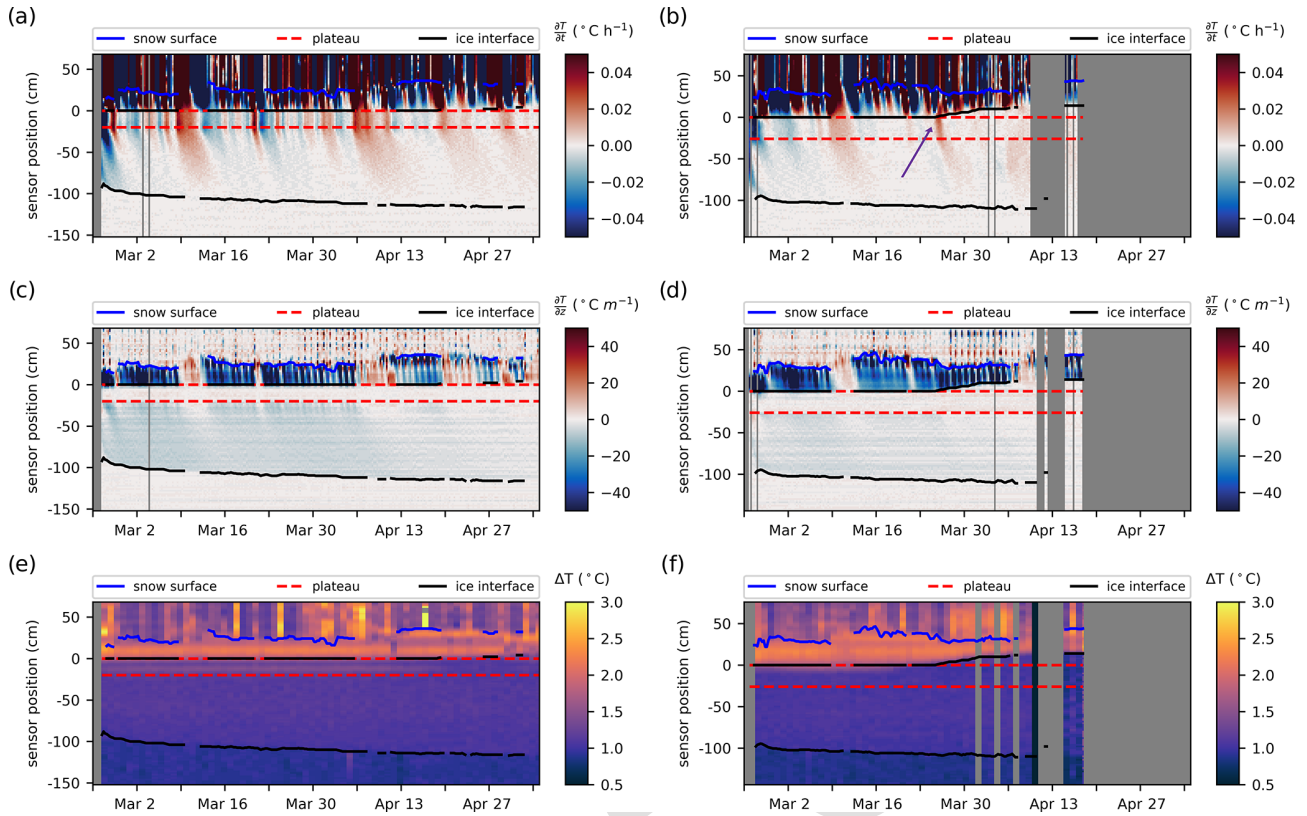 (a) (b)
∂T/∂t (°C h⁻¹) ∂T/∂t (°C h⁻¹)
snow surface plateau ice interface snow surface plateau ice interface
sensor position (cm) sensor position (cm)
50 0.04 50 0.04
0 0.02 0 0.02
-50 0.00 -50 0.00
-100 −0.02 -100 −0.02
-150 −0.04 −0.04
Mar 2 Mar 16 Mar 30 Apr 13 Apr 27 Mar 2 Mar 16 Mar 30 Apr 13 Apr 27
(c) (d)
∂T/∂z (°C m⁻¹) ∂T/∂z (°C m⁻¹)
snow surface plateau ice interface snow surface plateau ice interface
sensor position (cm) sensor position (cm)
50 40 50 40
0 20 0 20
-50 0 -50 0
-100 −20 -100 −20
-150 −40 −40
Mar 2 Mar 16 Mar 30 Apr 13 Apr 27 Mar 2 Mar 16 Mar 30 Apr 13 Apr 27
(e) (f)
ΔT (°C) ΔT (°C)
snow surface plateau ice interface snow surface plateau ice interface
sensor position (cm) sensor position (cm)
3.0 3.0
50 2.5 50 2.5
0 2.0 0 2.0
-50 1.5 -50 1.5
-100 1.0 -100 1.0
-150 0.5 0.5
Mar 2 Mar 16 Mar 30 Apr 13 Apr 27 Mar 2 Mar 16 Mar 30 Apr 13 Apr 27